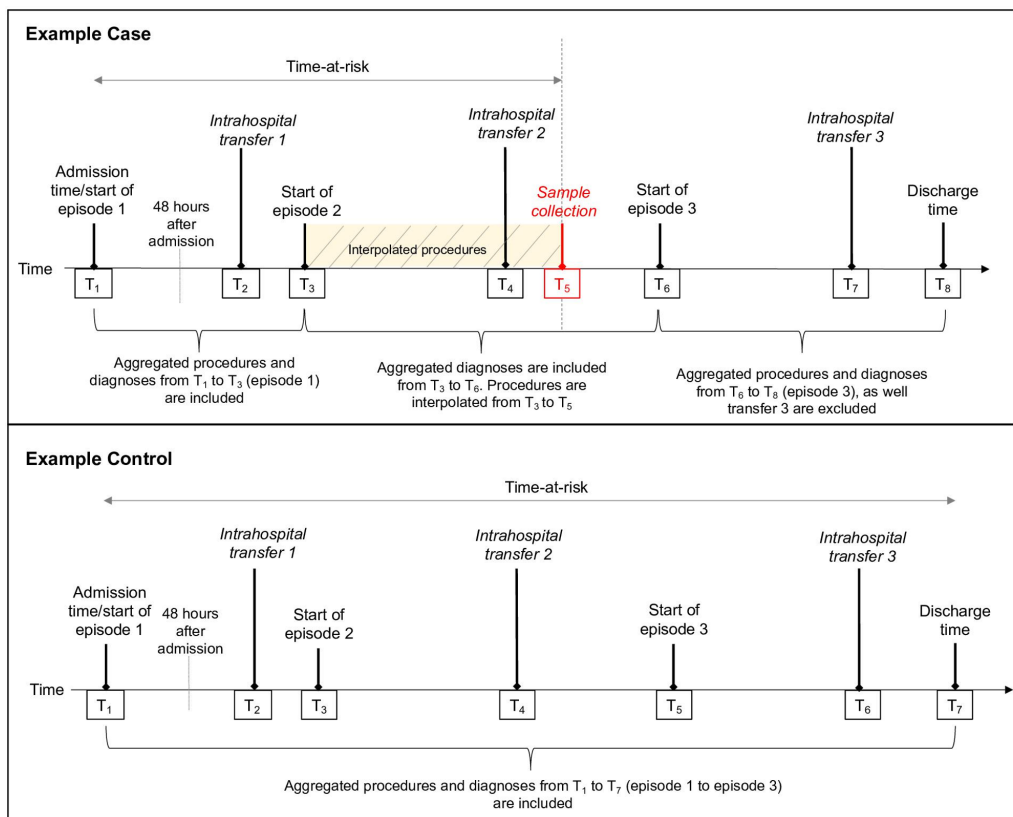 Example Case
Time-at-risk
Intrahospital
transfer 1
Intrahospital
transfer 2
Intrahospital
transfer 3
Admission
time/start of
episode 1
48 hours
after
admission
Start of
episode 2
Sample
collection
Start of
episode 3
Discharge
time
Interpolated procedures
Time
T₁
T₂
T₃
T₄
T₅
T₆
T₇
T₈
Aggregated procedures and
diagnoses from T₁ to T₃ (episode 1)
are included
Aggregated diagnoses are included
from T₃ to T₆. Procedures are
interpolated from T₃ to T₅
Aggregated procedures and diagnoses
from T₆ to T₈ (episode 3), as well
transfer 3 are excluded
Example Control
Time-at-risk
Intrahospital
transfer 1
Intrahospital
transfer 2
Intrahospital
transfer 3
Admission
time/start of
episode 1
48 hours
after
admission
Start of
episode 2
Start of
episode 3
Discharge
time
Time
T₁
T₂
T₃
T₄
T₅
T₆
T₇
Aggregated procedures and diagnoses from T₁ to T₇ (episode 1 to episode 3)
are included